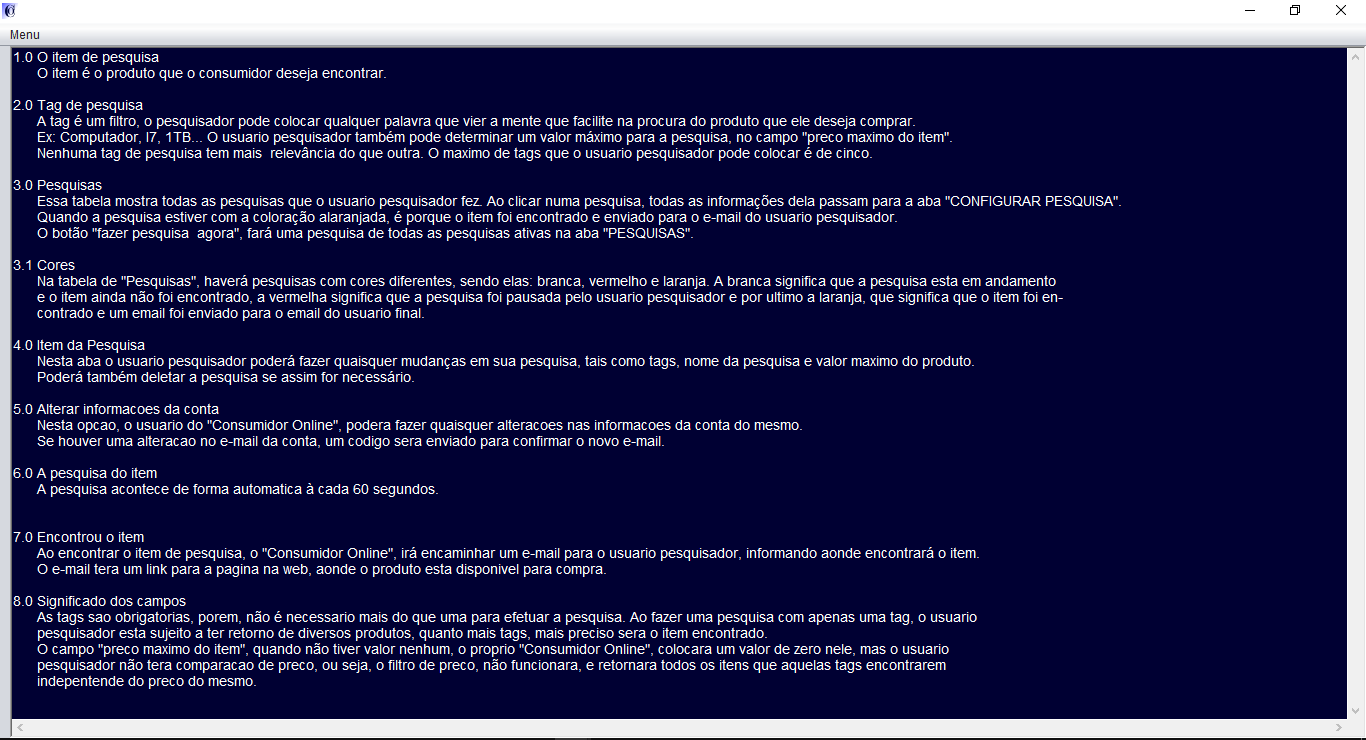 Menu
1.0 O item de pesquisa
O item é o produto que o consumidor deseja encontrar.
2.0 Tag de pesquisa
A tag é um filtro, o pesquisador pode colocar qualquer palavra que vier a mente que facilite na procura do produto que ele deseja comprar.
Ex: Computador, I7, 1TB... O usuario pesquisador também pode determinar um valor máximo para a pesquisa, no campo "preco maximo do item".
Nenhuma tag de pesquisa tem mais  relevância do que outra. O maximo de tags que o usuario pesquisador pode colocar é de cinco.
3.0 Pesquisas
Essa tabela mostra todas as pesquisas que o usuario pesquisador fez. Ao clicar numa pesquisa, todas as informações dela passam para a aba "CONFIGURAR PESQUISA".
Quando a pesquisa estiver com a coloração alaranjada, é porque o item foi encontrado e enviado para o e-mail do usuario pesquisador.
O botão "fazer pesquisa  agora", fará uma pesquisa de todas as pesquisas ativas na aba "PESQUISAS".
3.1 Cores
Na tabela de "Pesquisas", haverá pesquisas com cores diferentes, sendo elas: branca, vermelho e laranja. A branca significa que a pesquisa esta em andamento
e o item ainda não foi encontrado, a vermelha significa que a pesquisa foi pausada pelo usuario pesquisador e por ultimo a laranja, que significa que o item foi en-
contrado e um email foi enviado para o email do usuario final.
4.0 Item da Pesquisa
Nesta aba o usuario pesquisador poderá fazer quaisquer mudanças em sua pesquisa, tais como tags, nome da pesquisa e valor maximo do produto.
Poderá também deletar a pesquisa se assim for necessário.
5.0 Alterar informacoes da conta
Nesta opcao, o usuario do "Consumidor Online", podera fazer quaisquer alteracoes nas informacoes da conta do mesmo.
Se houver uma alteracao no e-mail da conta, um codigo sera enviado para confirmar o novo e-mail.
6.0 A pesquisa do item
A pesquisa acontece de forma automatica à cada 60 segundos.
7.0 Encontrou o item
Ao encontrar o item de pesquisa, o "Consumidor Online", irá encaminhar um e-mail para o usuario pesquisador, informando aonde encontrará o item.
O e-mail tera um link para a pagina na web, aonde o produto esta disponivel para compra.
8.0 Significado dos campos
As tags sao obrigatorias, porem, não é necessario mais do que uma para efetuar a pesquisa. Ao fazer uma pesquisa com apenas uma tag, o usuario
pesquisador esta sujeito a ter retorno de diversos produtos, quanto mais tags, mais preciso sera o item encontrado.
O campo "preco maximo do item", quando não tiver valor nenhum, o proprio "Consumidor Online", colocara um valor de zero nele, mas o usuario
pesquisador não tera comparacao de preco, ou seja, o filtro de preco, não funcionara, e retornara todos os itens que aquelas tags encontrarem
indepentende do preco do mesmo.